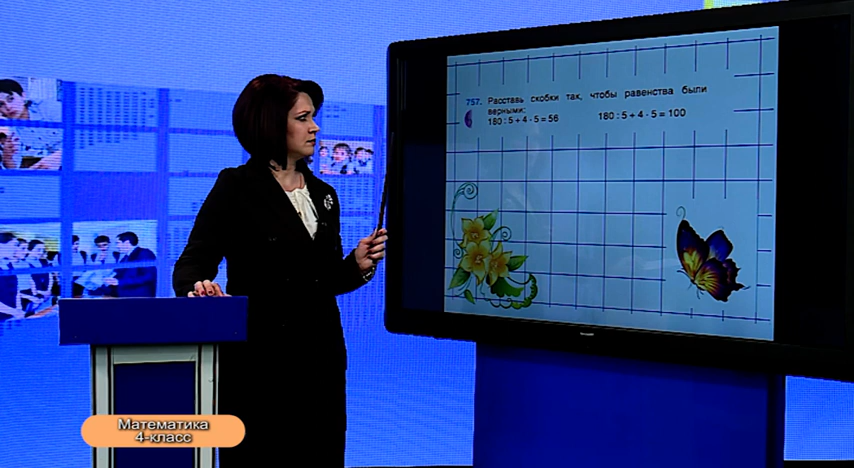 757. Расставь скобки так, чтобы равенства были
верными:
180 : 5 + 4 · 5 = 56 180 : 5 + 4 · 5 = 100
Математика
4-класс